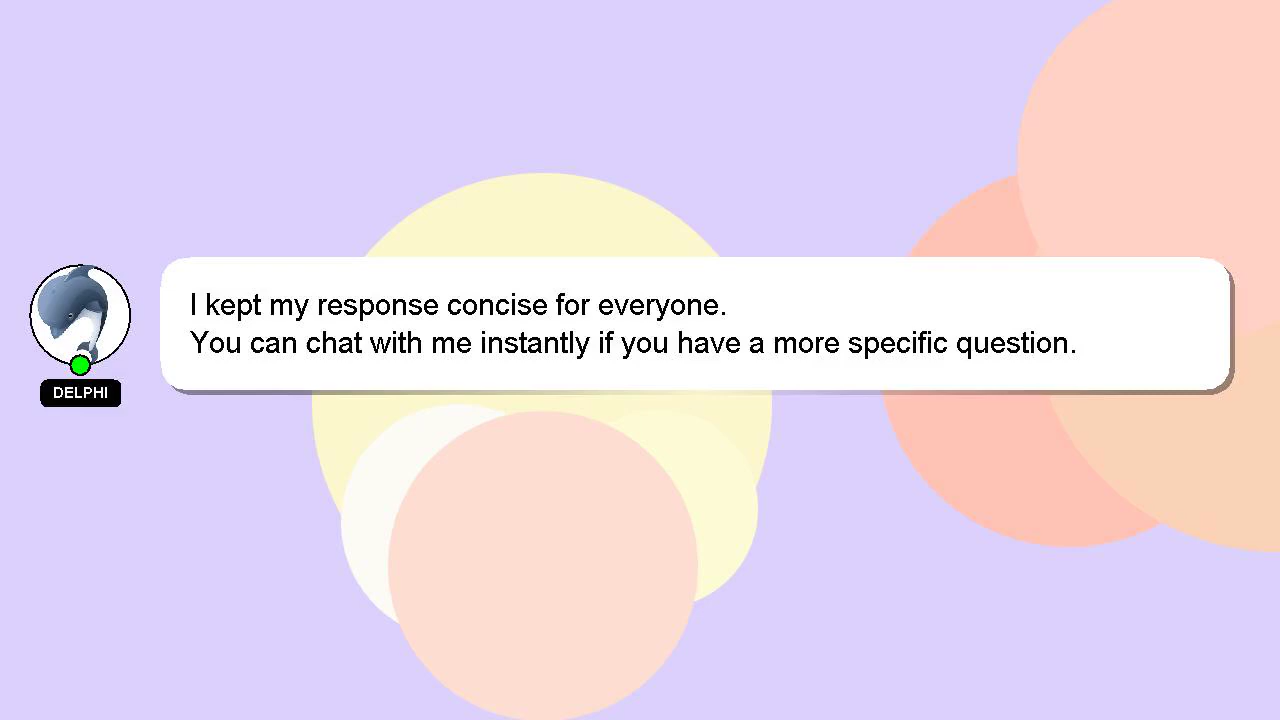 I kept my response concise for everyone.
You can chat with me instantly if you have a more specific question.
DELPHI